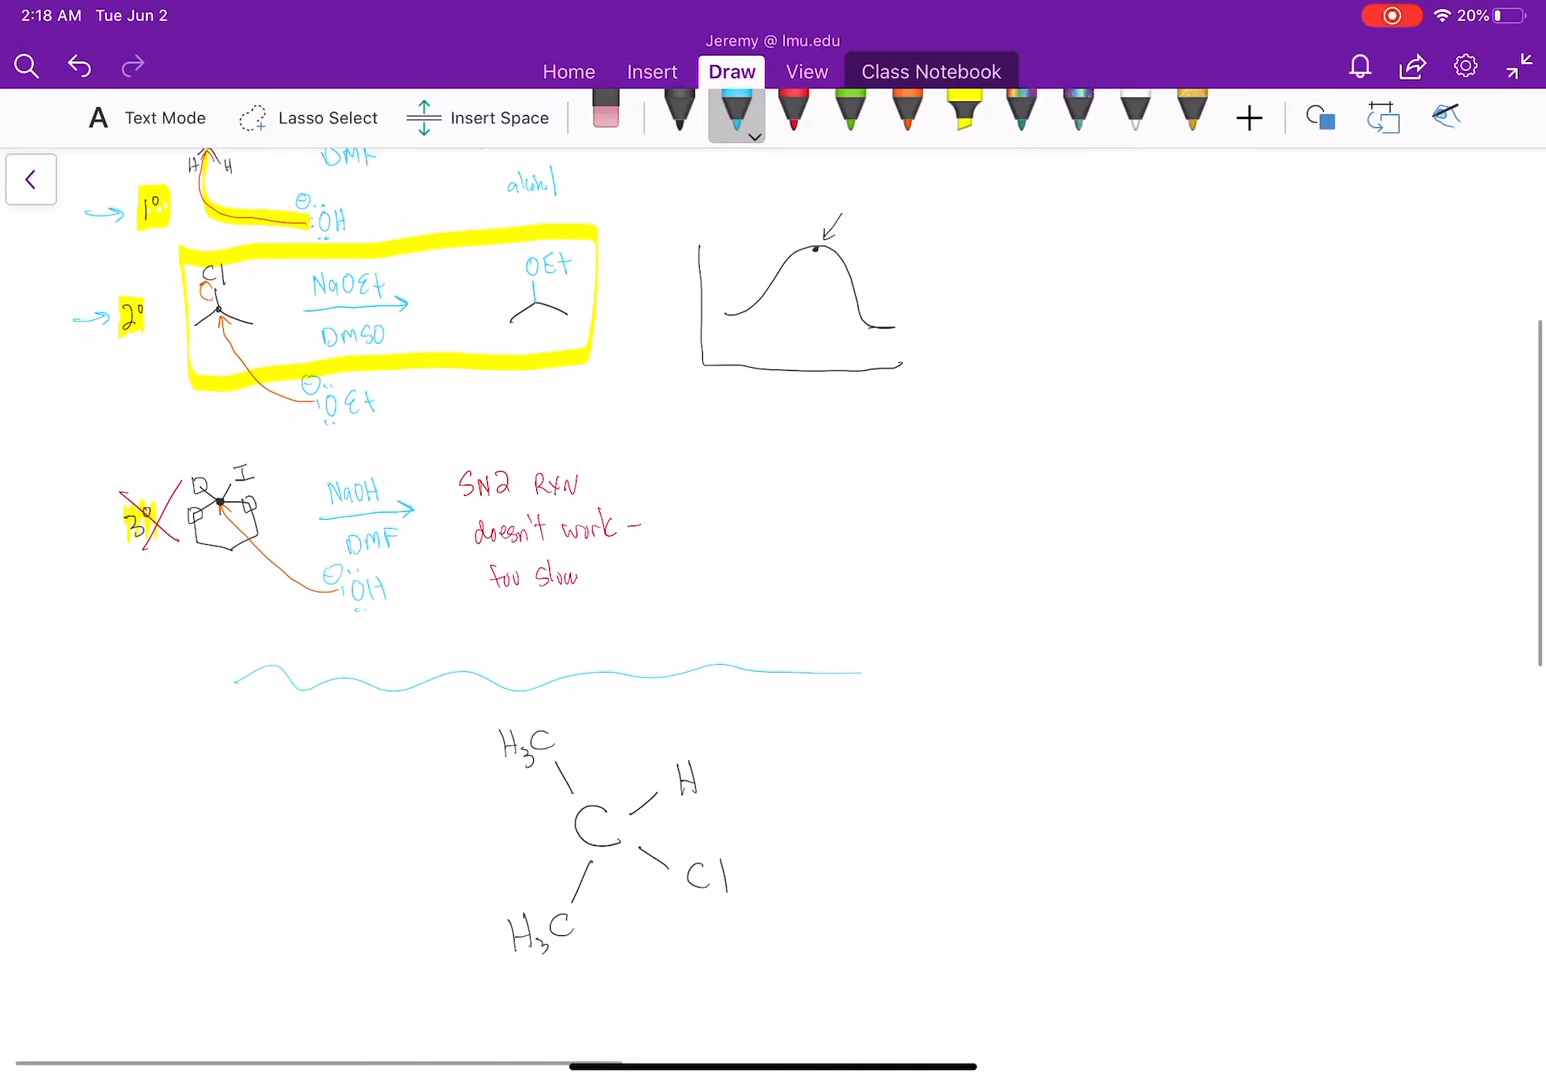 2:18 AM Tue Jun 2
20%
Jeremy @ lmu.edu
Home Insert Draw View Class Notebook
A Text Mode Lasso Select Insert Space
H H
DMF
alcohol
1°
⊖
:OH
Cl
NaOEt
OEt
2°
DMSO
⊖
:OEt
I
NaOH
SN2 RXN
3°
doesn't work –
DMF
too slow
⊖
:OH
H3C
H
C
Cl
H3C